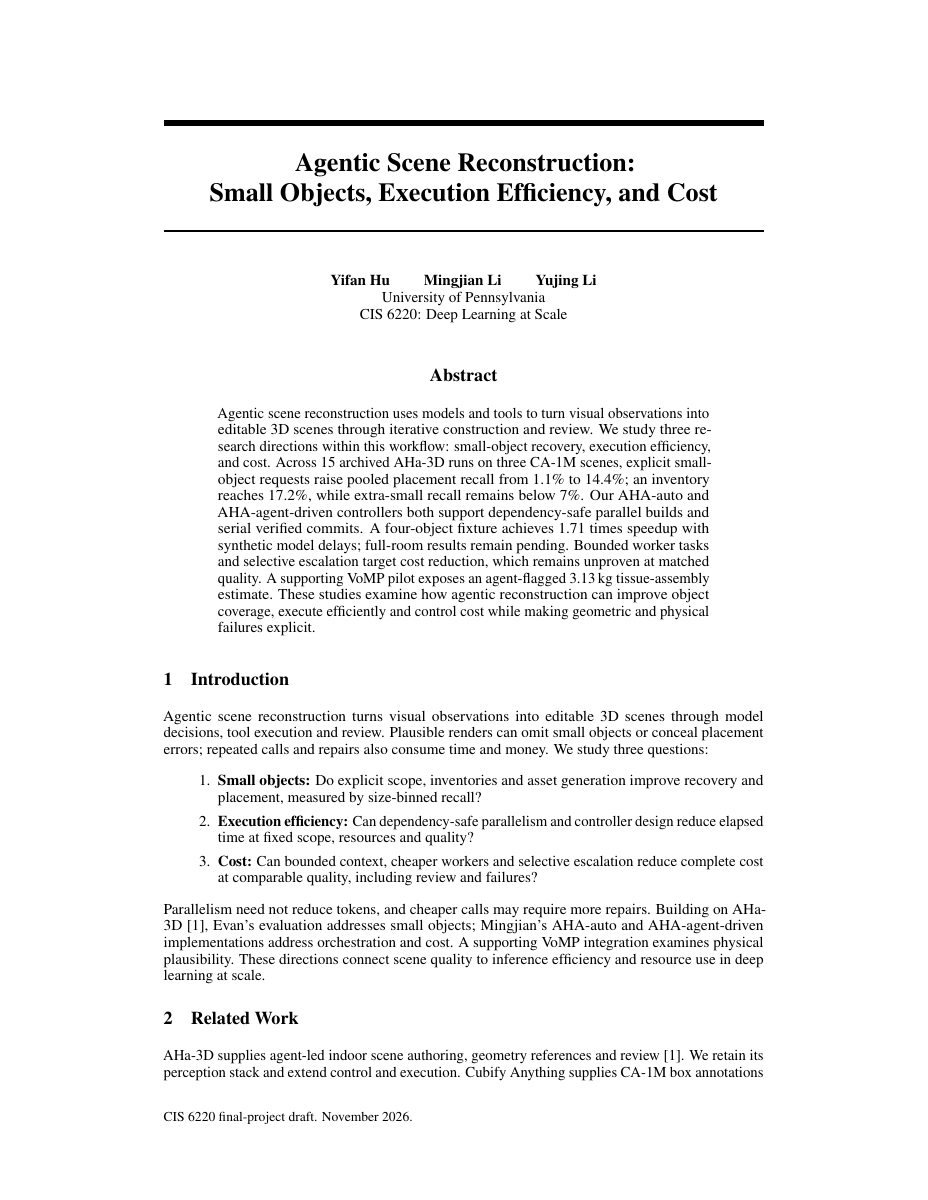 Agentic Scene Reconstruction:
Small Objects, Execution Efficiency, and Cost
Yifan Hu Mingjian Li Yujing Li
University of Pennsylvania
CIS 6220: Deep Learning at Scale
Abstract
Agentic scene reconstruction uses models and tools to turn visual observations into
editable 3D scenes through iterative construction and review. We study three re-
search directions within this workflow: small-object recovery, execution efficiency,
and cost. Across 15 archived AHa-3D runs on three CA-1M scenes, explicit small-
object requests raise pooled placement recall from 1.1% to 14.4%; an inventory
reaches 17.2%, while extra-small recall remains below 7%. Our AHA-auto and
AHA-agent-driven controllers both support dependency-safe parallel builds and
serial verified commits. A four-object fixture achieves 1.71 times speedup with
synthetic model delays; full-room results remain pending. Bounded worker tasks
and selective escalation target cost reduction, which remains unproven at matched
quality. A supporting VoMP pilot exposes an agent-flagged 3.13 kg tissue-assembly
estimate. These studies examine how agentic reconstruction can improve object
coverage, execute efficiently and control cost while making geometric and physical
failures explicit.
1 Introduction
Agentic scene reconstruction turns visual observations into editable 3D scenes through model
decisions, tool execution and review. Plausible renders can omit small objects or conceal placement
errors; repeated calls and repairs also consume time and money. We study three questions:
1. Small objects: Do explicit scope, inventories and asset generation improve recovery and
placement, measured by size-binned recall?
2. Execution efficiency: Can dependency-safe parallelism and controller design reduce elapsed
time at fixed scope, resources and quality?
3. Cost: Can bounded context, cheaper workers and selective escalation reduce complete cost
at comparable quality, including review and failures?
Parallelism need not reduce tokens, and cheaper calls may require more repairs. Building on AHa-
3D [1], Evan's evaluation addresses small objects; Mingjian's AHA-auto and AHA-agent-driven
implementations address orchestration and cost. A supporting VoMP integration examines physical
plausibility. These directions connect scene quality to inference efficiency and resource use in deep
learning at scale.
2 Related Work
AHa-3D supplies agent-led indoor scene authoring, geometry references and review [1]. We retain its
perception stack and extend control and execution. Cubify Anything supplies CA-1M box annotations
CIS 6220 final-project draft. November 2026.